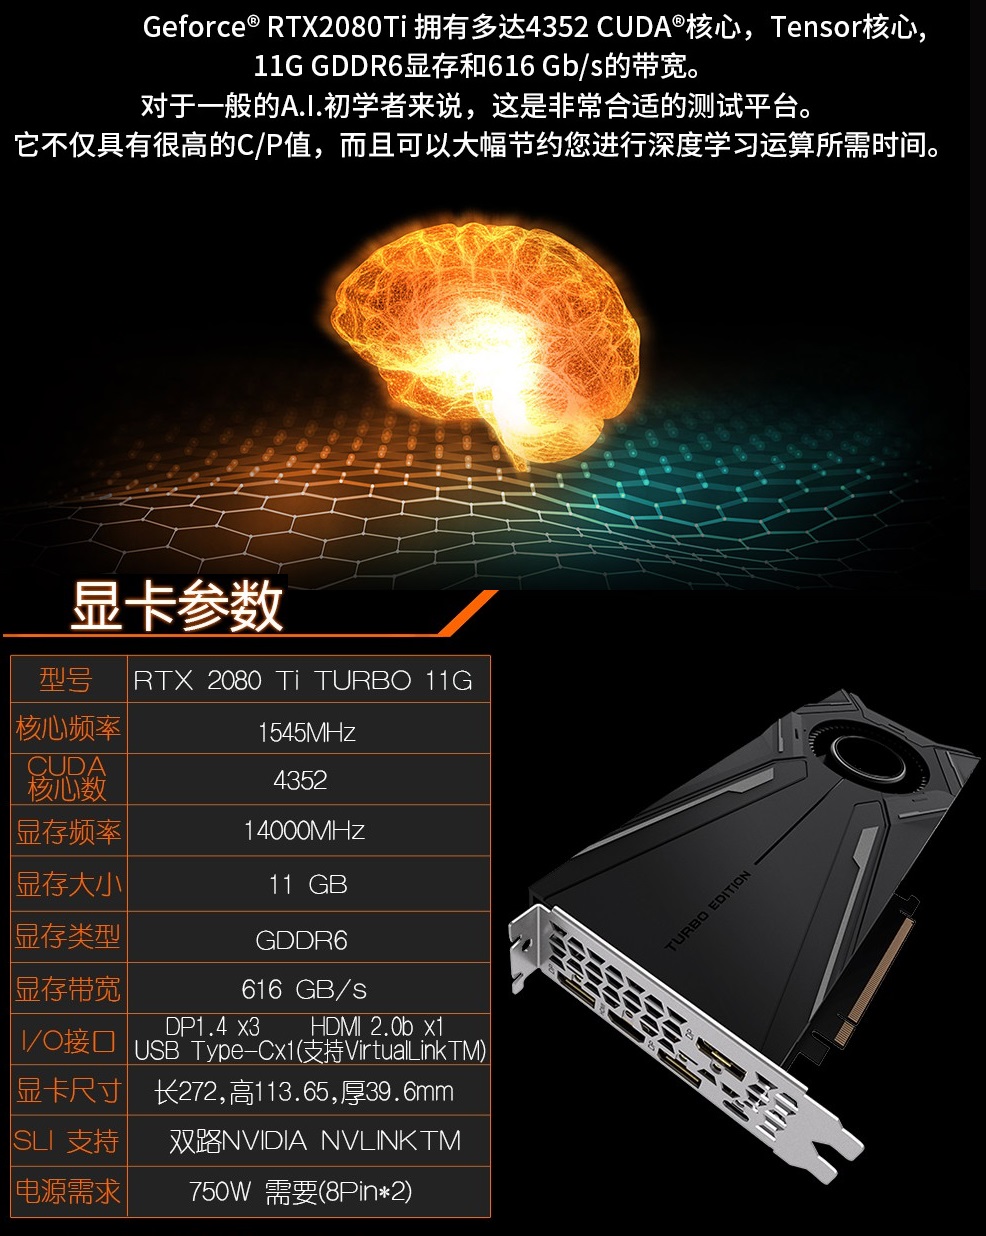 Geforce® RTX2080Ti 拥有多达4352 CUDA®核心，Tensor核心,
11G GDDR6显存和616 Gb/s的带宽。
对于一般的A.I.初学者来说，这是非常合适的测试平台。
它不仅具有很高的C/P值，而且可以大幅节约您进行深度学习运算所需时间。
显卡参数
型号 RTX 2080 Ti TURBO 11G
核心频率 1545MHz
CUDA
核心数 4352
显存频率 14000MHz
显存大小 11 GB
显存类型 GDDR6
显存带宽 616 GB/s
I/O接口 DP1.4 x3 HDMI 2.0b x1
USB Type-Cx1(支持VirtualLinkTM)
显卡尺寸 长272,高113.65,厚39.6mm
SLI 支持 双路NVIDIA NVLINKTM
电源需求 750W 需要(8Pin*2)
TURBO EDITION